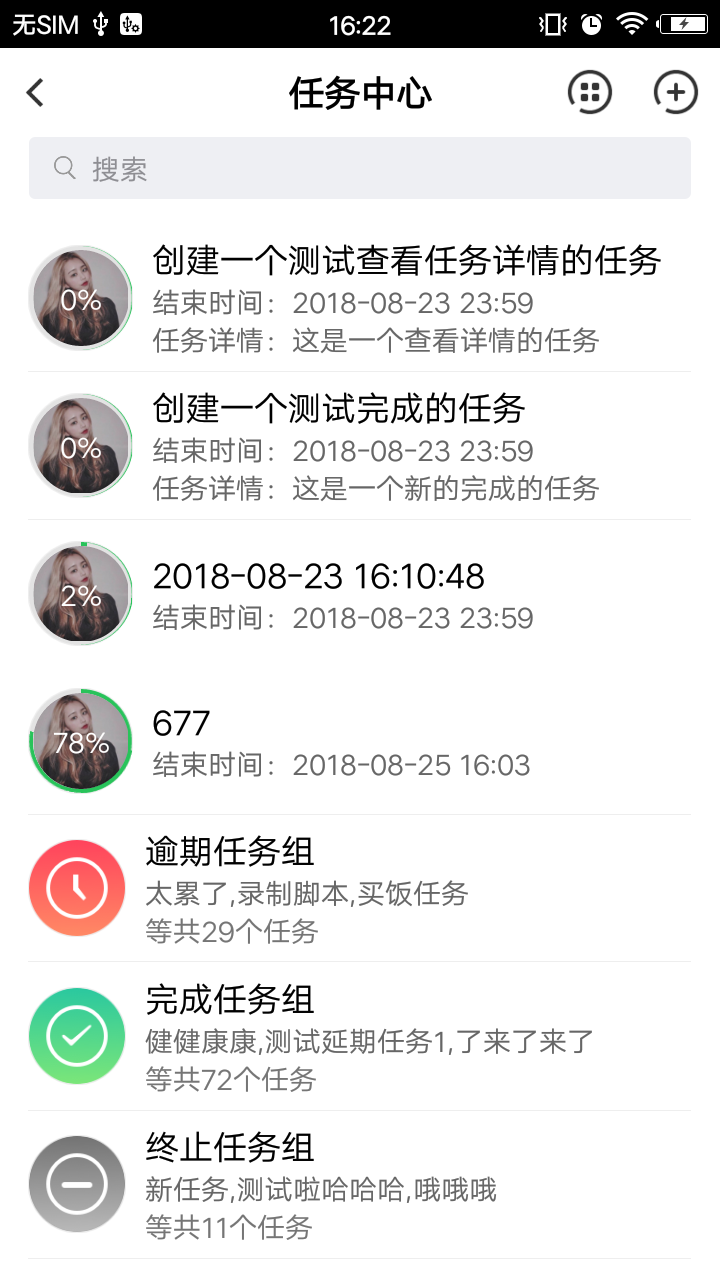 无SIM 16:22
任务中心
搜索
0%
创建一个测试查看任务详情的任务
结束时间：2018-08-23 23:59
任务详情：这是一个查看详情的任务
0%
创建一个测试完成的任务
结束时间：2018-08-23 23:59
任务详情：这是一个新的完成的任务
2%
2018-08-23 16:10:48
结束时间：2018-08-23 23:59
78%
677
结束时间：2018-08-25 16:03
逾期任务组
太累了,录制脚本,买饭任务
等共29个任务
完成任务组
健健康康,测试延期任务1,了来了来了
等共72个任务
终止任务组
新任务,测试啦哈哈哈,哦哦哦
等共11个任务